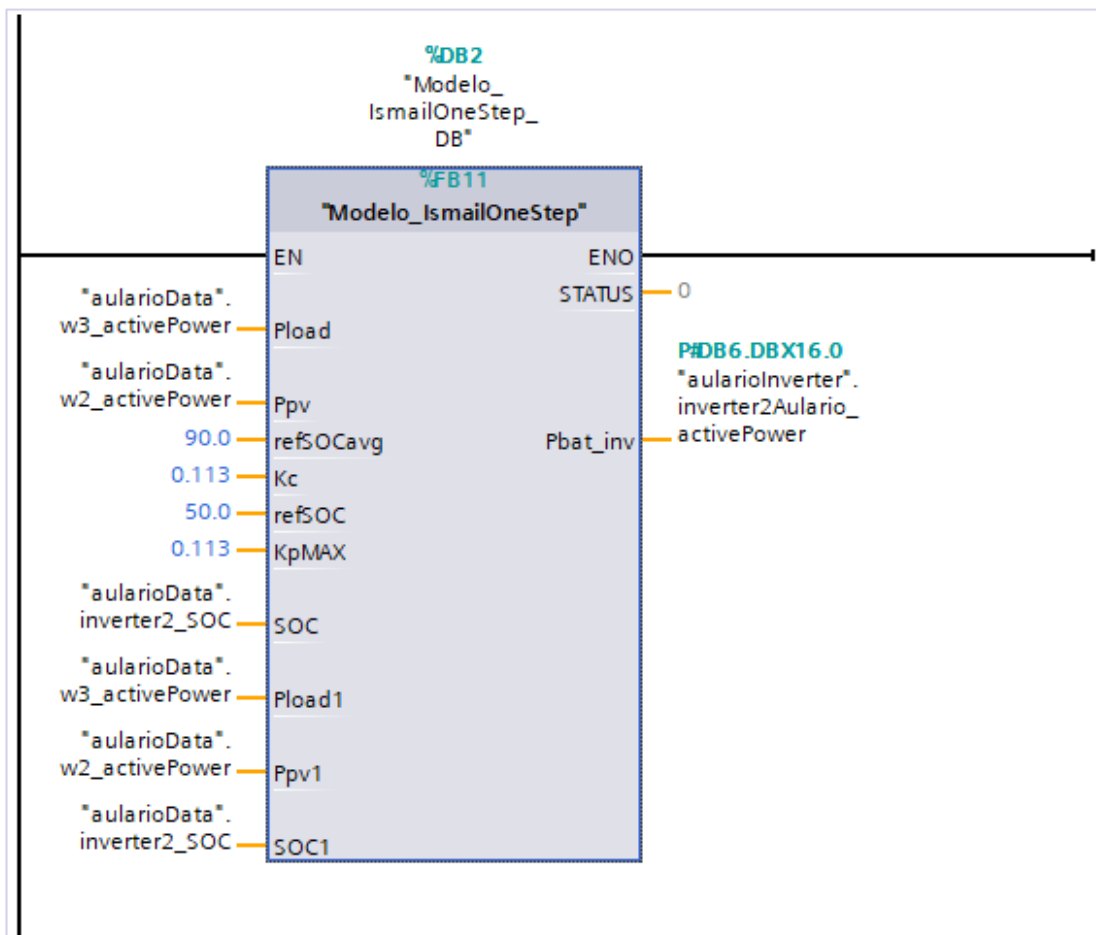 %DB2
"Modelo_
IsmailOneStep_
DB"
%FB11
"Modelo_IsmailOneStep"
EN ENO
STATUS 0
"aularioData".
w3_activePower Pload
P#DB6.DBX16.0
"aularioData".
w2_activePower Ppv
"aularioInverter".
inverter2Aulario_
activePower
90.0 refSOCavg Pbat_inv
0.113 Kc
50.0 refSOC
0.113 KpMAX
"aularioData".
inverter2_SOC SOC
"aularioData".
w3_activePower Pload1
"aularioData".
w2_activePower Ppv1
"aularioData".
inverter2_SOC SOC1